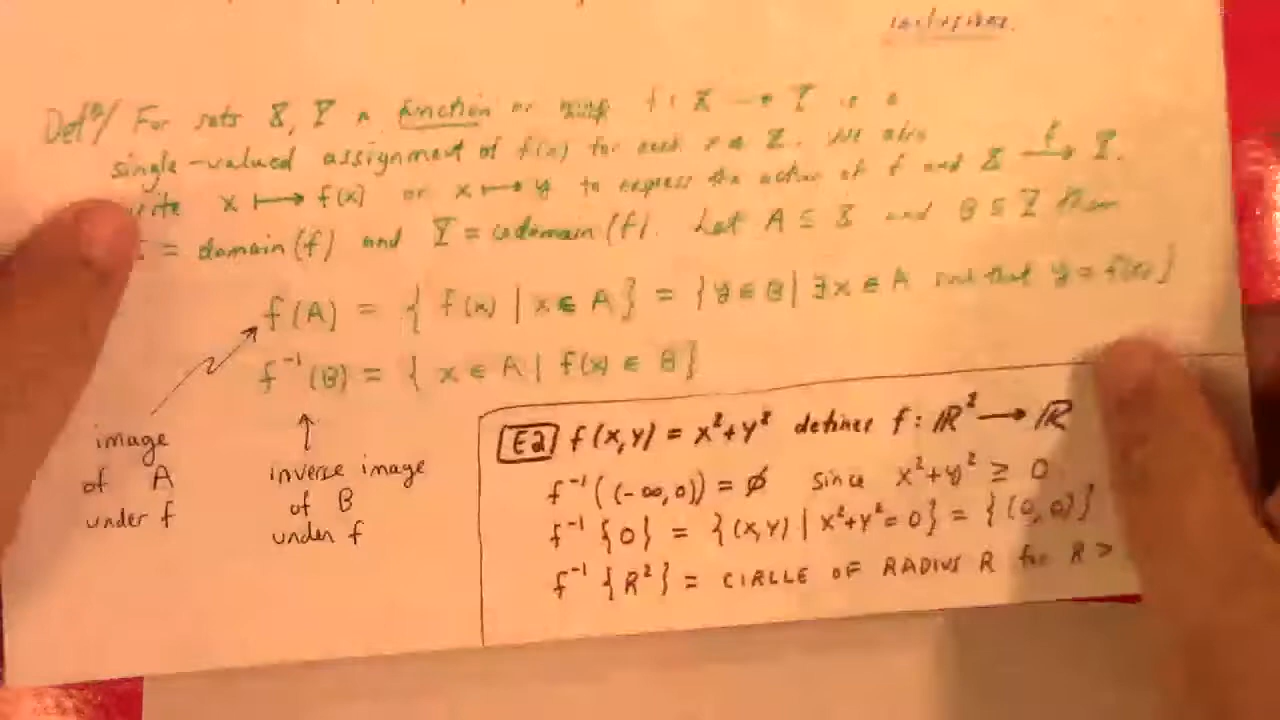 inclusion.
Defⁿ/ For sets X, Y a function or map f : X → Y is a
single-valued assignment of f(x) for each x ∈ X. We also
write x ↦ f(x) or x ↦ y to express the action of f and X →f Y.
= domain(f) and Y = codomain(f). Let A ⊆ X and B ⊆ Y then
f(A) = { f(x) | x ∈ A } = { y ∈ B | ∃x ∈ A such that y = f(x) }
f⁻¹(B) = { x ∈ A | f(x) ∈ B }
image
of A
under f
inverse image
of B
under f
E2 f(x,y) = x²+y² defines f : ℝ² → ℝ
f⁻¹((-∞,0)) = ∅ since x²+y² ≥ 0
f⁻¹{0} = {(x,y) | x²+y²=0} = {(0,0)}
f⁻¹{R²} = CIRCLE OF RADIUS R for R >